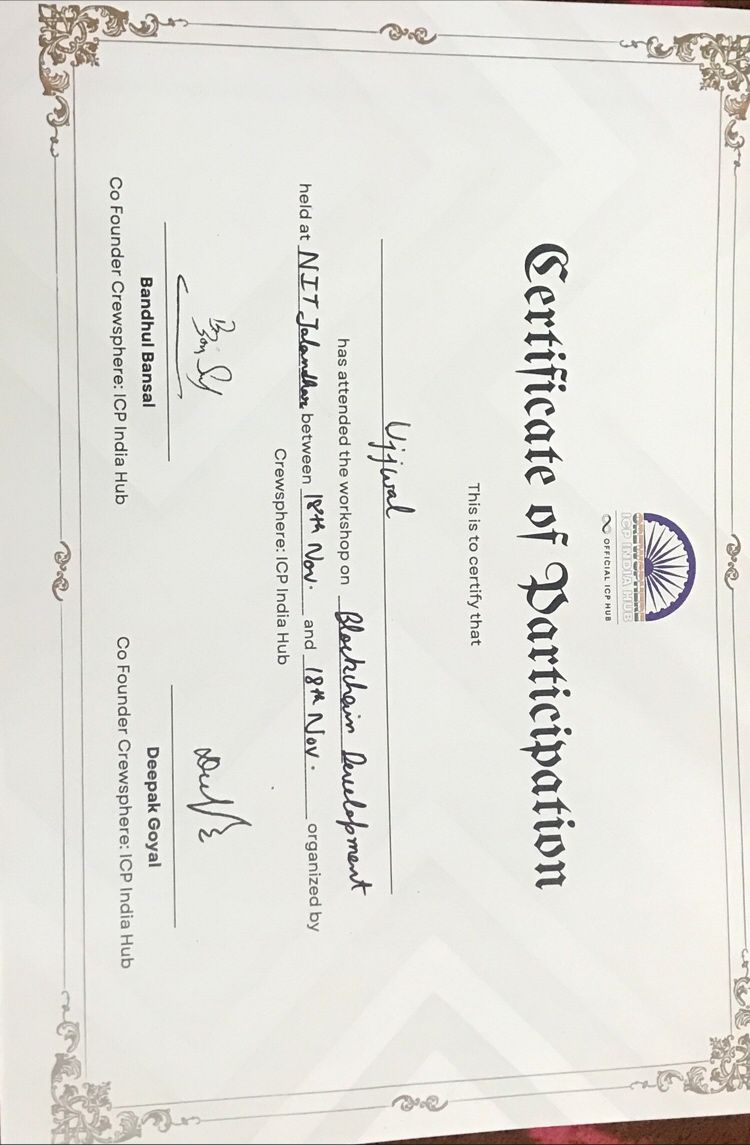 CREWSPHERE
ICP INDIA HUB
∞ OFFICIAL ICP HUB
Certificate of Participation
This is to certify that
Ujjwal
has attended the workshop on Blockchain Development
held at NIT Jalandhar between 18th Nov. and 18th Nov. organized by
Crewsphere: ICP India Hub
Bandhul Bansal
Co Founder Crewsphere: ICP India Hub
Deepak Goyal
Co Founder Crewsphere: ICP India Hub